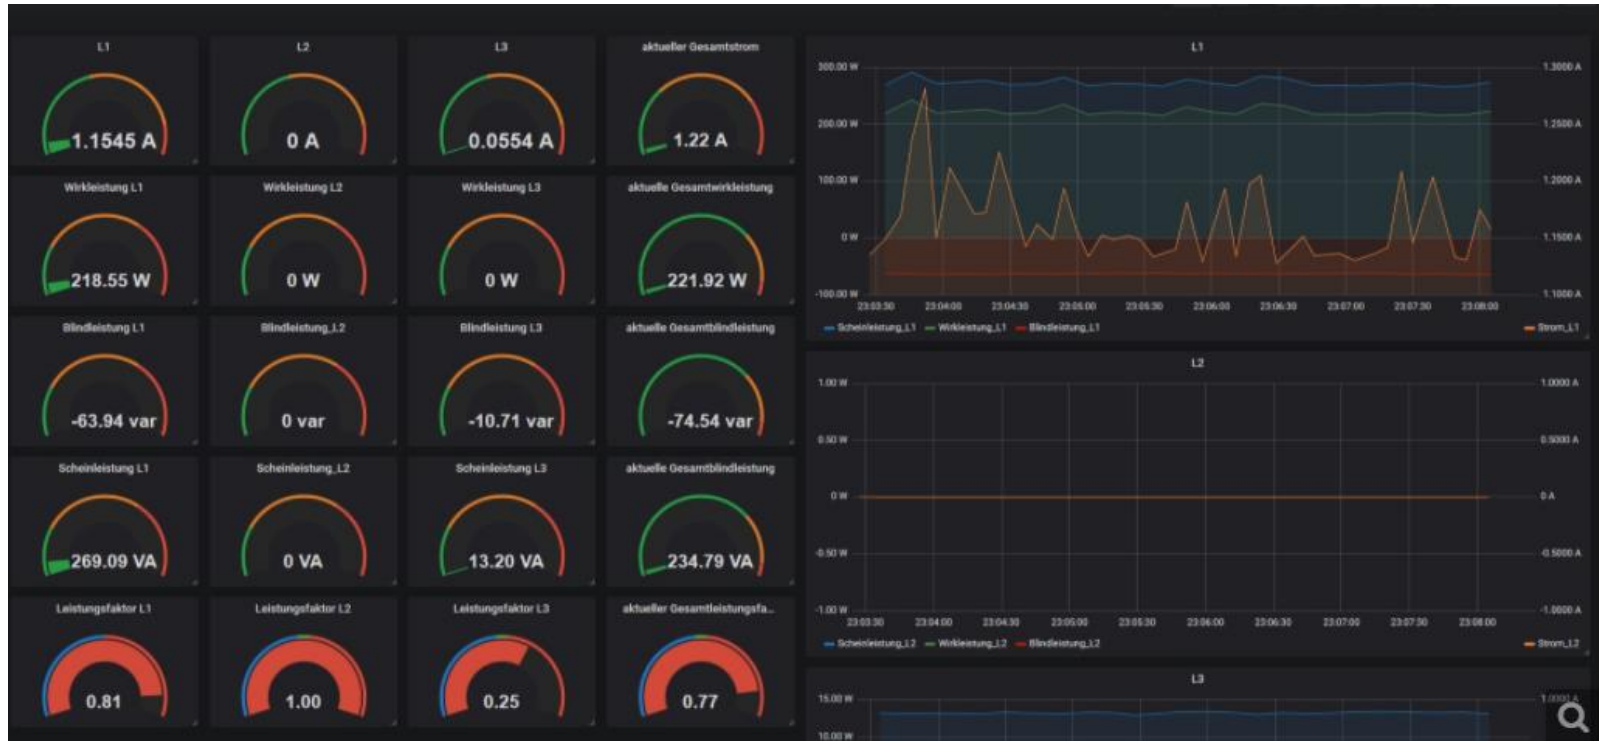 L1
L2
L3
aktueller Gesamtstrom
1.1545 A
0 A
0.0554 A
1.22 A
Wirkleistung L1
Wirkleistung L2
Wirkleistung L3
aktuelle Gesamtwirkleistung
218.55 W
0 W
0 W
221.92 W
Blindleistung L1
Blindleistung_L2
Blindleistung L3
aktuelle Gesamtblindleistung
-63.94 var
0 var
-10.71 var
-74.54 var
Scheinleistung L1
Scheinleistung_L2
Scheinleistung L3
aktuelle Gesamtblindleistung
269.09 VA
0 VA
13.20 VA
234.79 VA
Leistungsfaktor L1
Leistungsfaktor L2
Leistungsfaktor L3
aktueller Gesamtleistungsfa...
0.81
1.00
0.25
0.77
L1
300.00 W
1.3000 A
200.00 W
1.2500 A
100.00 W
1.2000 A
0 W
1.1500 A
-100.00 W
1.1000 A
23:03:30 23:04:00 23:04:30 23:05:00 23:05:30 23:06:00 23:06:30 23:07:00 23:07:30 23:08:00
Scheinleistung_L1 Wirkleistung_L1 Blindleistung_L1 Strom_L1
L2
1.00 W
1.0000 A
0.50 W
0.5000 A
0 W
0 A
-0.50 W
-0.5000 A
-1.00 W
-1.0000 A
23:03:30 23:04:00 23:04:30 23:05:00 23:05:30 23:06:00 23:06:30 23:07:00 23:07:30 23:08:00
Scheinleistung_L2 Wirkleistung_L2 Blindleistung_L2 Strom_L2
L3
15.00 W
1.0000 A
10.00 W